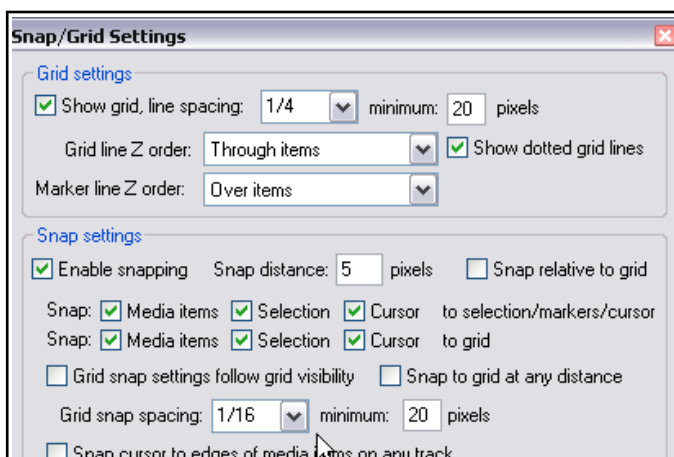 Snap/Grid Settings
Grid settings
Show grid, line spacing: 1/4 minimum: 20 pixels
Grid line Z order: Through items Show dotted grid lines
Marker line Z order: Over items
Snap settings
Enable snapping Snap distance: 5 pixels Snap relative to grid
Snap: Media items Selection Cursor to selection/markers/cursor
Snap: Media items Selection Cursor to grid
Grid snap settings follow grid visibility Snap to grid at any distance
Grid snap spacing: 1/16 minimum: 20 pixels
Snap cursor to edges of media items on any track